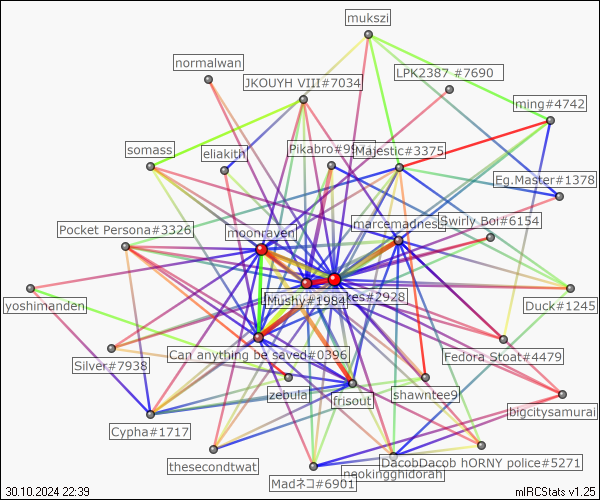 mukszi
normalwan
LPK2387 #7690
JKOUYH VIII#7034
ming#4742
somass
eliakith
Pikabro#99
Majestic#3375
Eg.Master#1378
Pocket Persona#3326
moonraven
marcemadness
Swirly Boi#6154
yoshimanden
Mushy#1984
kes#2928
Duck#1245
Silver#7938
Can anything be saved#0396
Fedora Stoat#4479
zebulai
frisout
shawntee9
bigcitysamurai
Cypha#1717
thesecondtwat
Madネコ#6901
neokingghidorah
DacobDacob hORNY police#5271
30.10.2024 22:39
mIRCStats v1.25